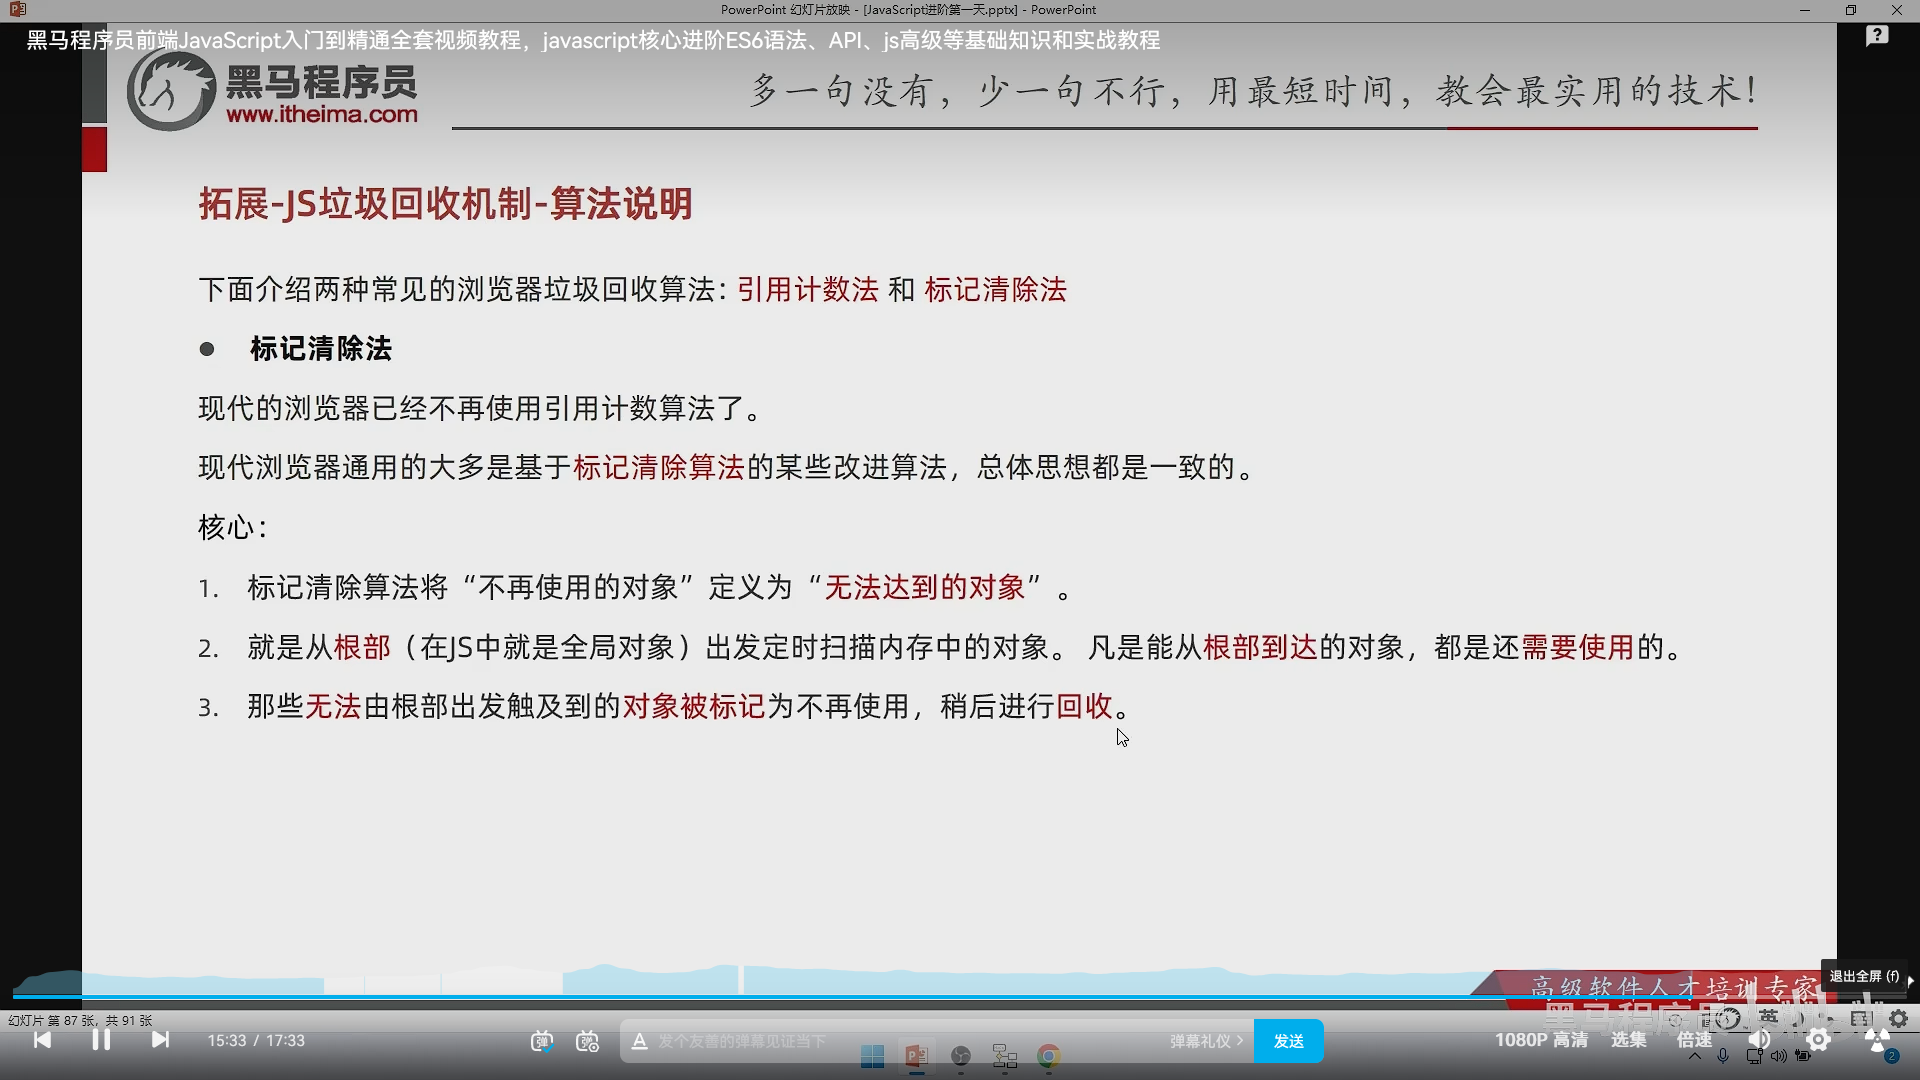 PowerPoint 幻灯片放映 - [JavaScript进阶第一天.pptx] - PowerPoint
黑马程序员前端JavaScript入门到精通全套视频教程，javascript核心进阶ES6语法、API、js高级等基础知识和实战教程
黑马程序员
www.itheima.com
多一句没有，少一句不行，用最短时间，教会最实用的技术！
拓展-JS垃圾回收机制-算法说明
下面介绍两种常见的浏览器垃圾回收算法：引用计数法 和 标记清除法
● 标记清除法
现代的浏览器已经不再使用引用计数算法了。
现代浏览器通用的大多是基于标记清除算法的某些改进算法，总体思想都是一致的。
核心：
1. 标记清除算法将“不再使用的对象”定义为“无法达到的对象”。
2. 就是从根部（在JS中就是全局对象）出发定时扫描内存中的对象。 凡是能从根部到达的对象，都是还需要使用的。
3. 那些无法由根部出发触及到的对象被标记为不再使用，稍后进行回收。
退出全屏 (f)
高级软件人才培训专家
黑马程序员
幻灯片 第 87 张，共 91 张
英
15:33 / 17:33
弹
弹
A 发个友善的弹幕见证当下
弹幕礼仪 >
发送
1080P 高清
选集
倍速
2